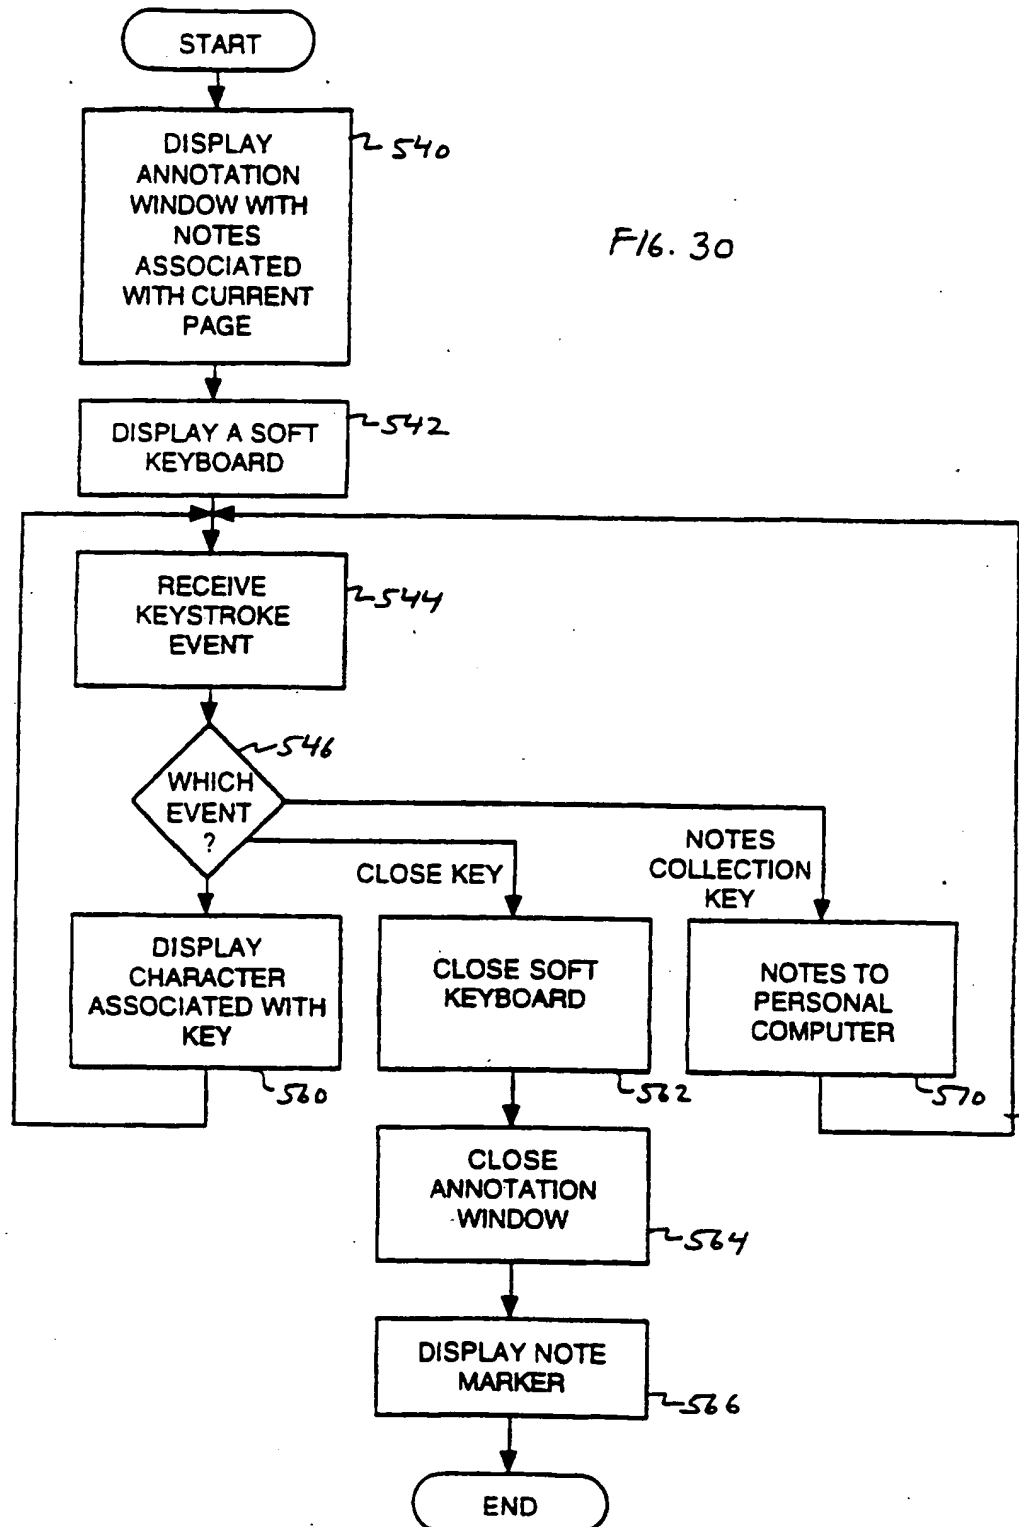 START
DISPLAY
ANNOTATION
WINDOW WITH
NOTES
ASSOCIATED
WITH CURRENT
PAGE
540
FIG. 30
DISPLAY A SOFT
KEYBOARD
542
RECEIVE
KEYSTROKE
EVENT
544
WHICH
EVENT
?
546
CLOSE KEY
NOTES
COLLECTION
KEY
DISPLAY
CHARACTER
ASSOCIATED WITH
KEY
560
CLOSE SOFT
KEYBOARD
562
NOTES TO
PERSONAL
COMPUTER
570
CLOSE
ANNOTATION
WINDOW
564
DISPLAY NOTE
MARKER
566
END